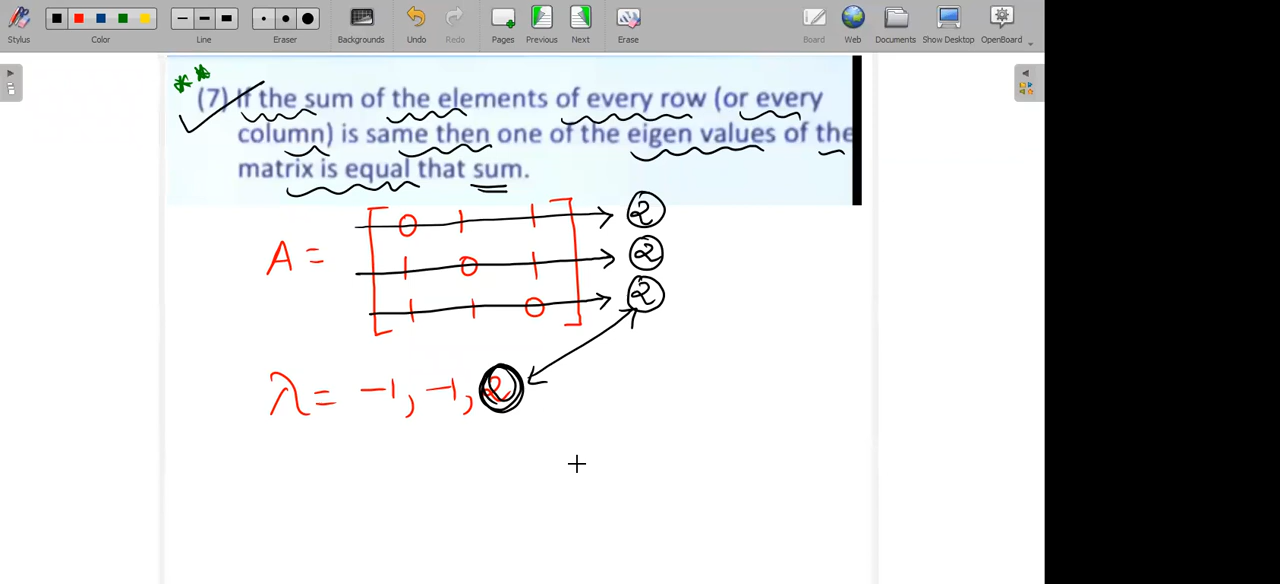 Stylus Color Line Eraser Backgrounds Undo Redo Pages Previous Next Erase Board Web Documents Show Desktop OpenBoard
(7) If the sum of the elements of every row (or every
column) is same then one of the eigen values of the
matrix is equal that sum.
A = [ 0 1 1 ] → 2
1 0 1 → 2
1 1 0 → 2
λ = -1, -1, 2